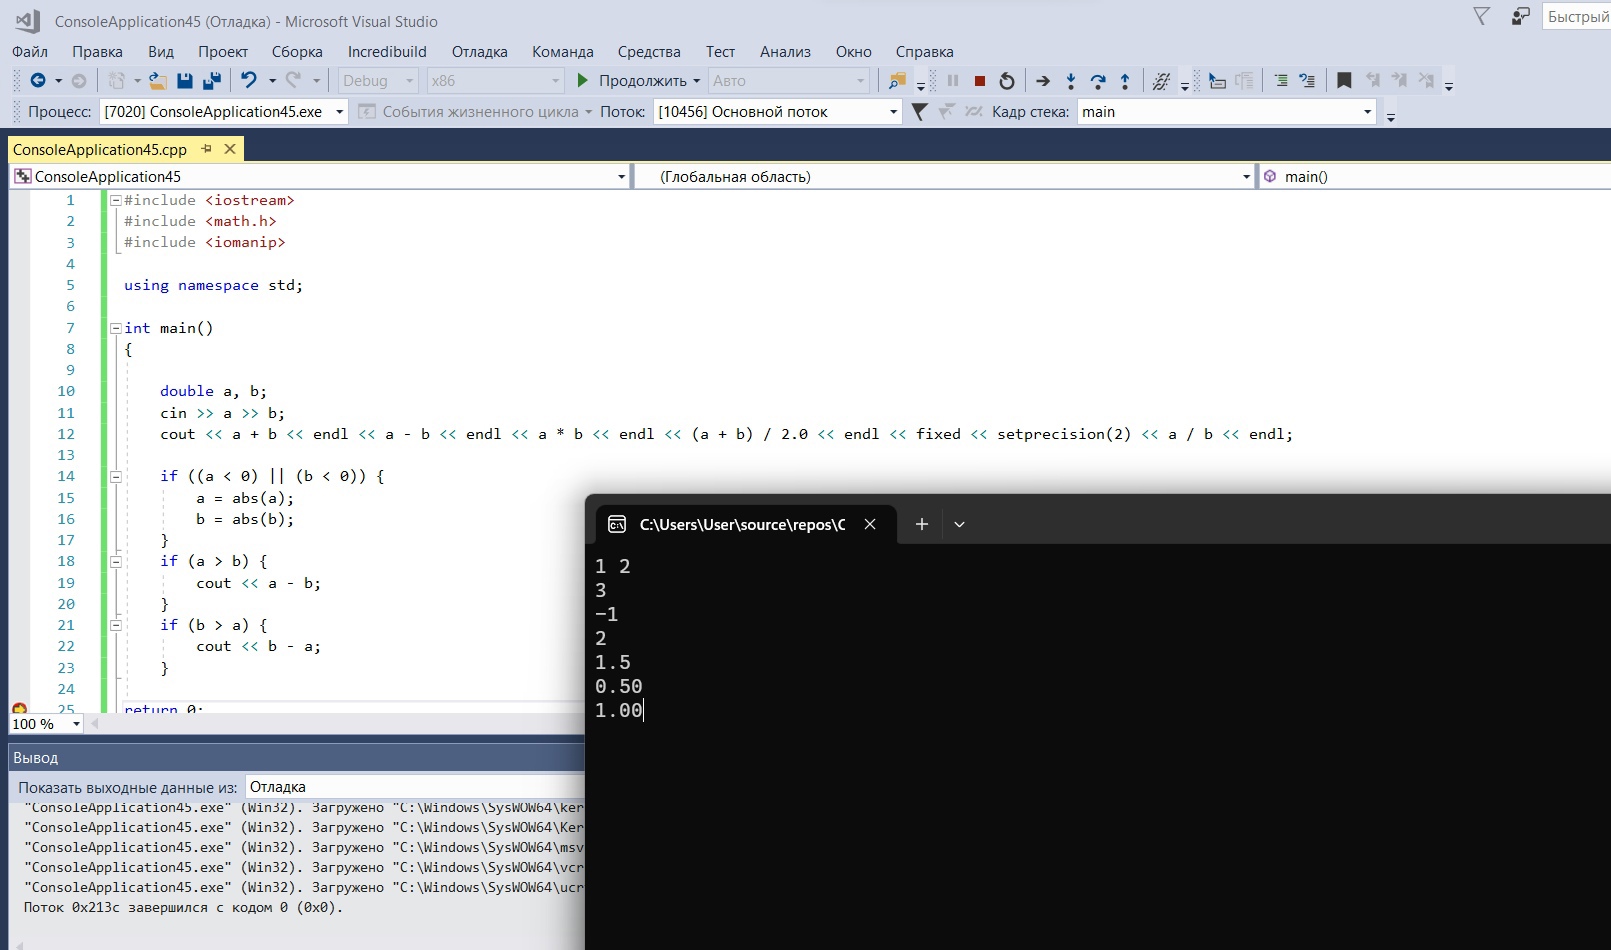 ConsoleApplication45 (Отладка) - Microsoft Visual Studio
Быстрый
Файл Правка Вид Проект Сборка Incredibuild Отладка Команда Средства Тест Анализ Окно Справка
Debug x86 Продолжить Авто
Процесс: [7020] ConsoleApplication45.exe События жизненного цикла Поток: [10456] Основной поток Кадр стека: main
ConsoleApplication45.cpp
ConsoleApplication45 (Глобальная область) main()
1 #include <iostream>
2 #include <math.h>
3 #include <iomanip>
4
5 using namespace std;
6
7 int main()
8 {
9
10 double a, b;
11 cin >> a >> b;
12 cout << a + b << endl << a - b << endl << a * b << endl << (a + b) / 2.0 << endl << fixed << setprecision(2) << a / b << endl;
13
14 if ((a < 0) || (b < 0)) {
15 a = abs(a);
16 b = abs(b);
17 }
18 if (a > b) {
19 cout << a - b;
20 }
21 if (b > a) {
22 cout << b - a;
23 }
24
25 return 0;
100 %
C:\Users\User\source\repos\C
1 2
3
-1
2
1.5
0.50
1.00
Вывод
Показать выходные данные из: Отладка
"ConsoleApplication45.exe" (Win32). Загружено "C:\Windows\SysWOW64\ker
"ConsoleApplication45.exe" (Win32). Загружено "C:\Windows\SysWOW64\Ker
"ConsoleApplication45.exe" (Win32). Загружено "C:\Windows\SysWOW64\msv
"ConsoleApplication45.exe" (Win32). Загружено "C:\Windows\SysWOW64\vcr
"ConsoleApplication45.exe" (Win32). Загружено "C:\Windows\SysWOW64\ucr
Поток 0x213c завершился с кодом 0 (0x0).